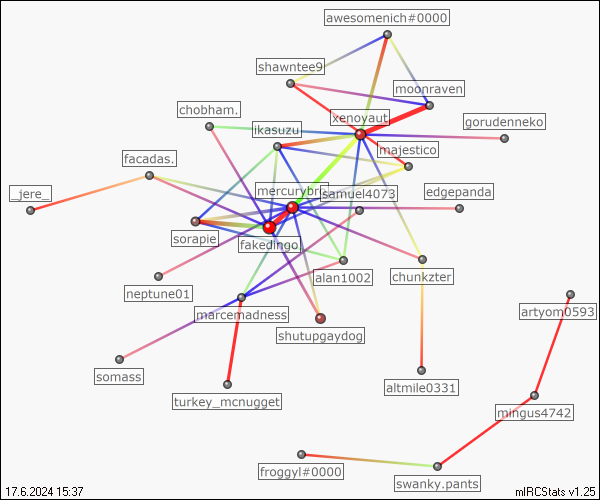 awesomenich#0000
shawntee9
moonraven
chobham.
xenoyaut
gorudenneko
ikasuzu
majestico
facadas.
_jere_
mercurybri
samuel4073
edgepanda
sorapie
fakedingo
alan1002
chunkzter
neptune01
marcemadness
artyom0593
shutupgaydog
somass
altmile0331
turkey_mcnugget
mingus4742
froggyl#0000
swanky.pants
17.6.2024 15:37
mIRCStats v1.25